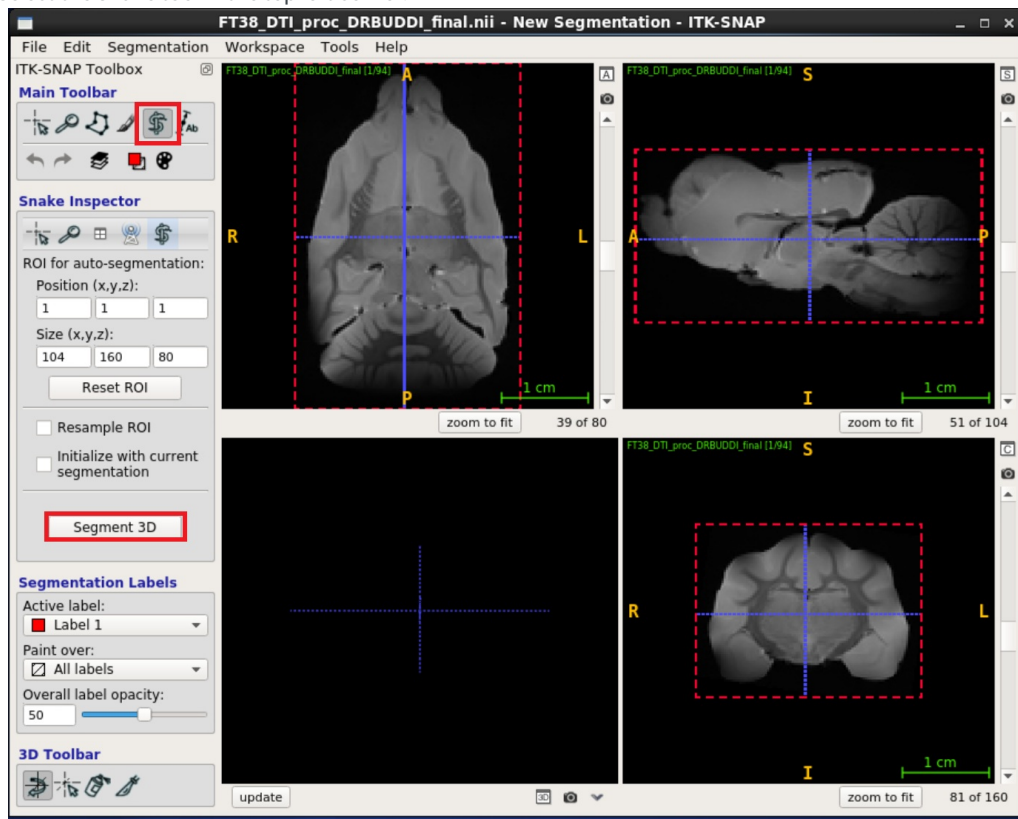 FT38_DTI_proc_DRBUDDI_final.nii - New Segmentation - ITK-SNAP
File Edit Segmentation Workspace Tools Help
ITK-SNAP Toolbox
Main Toolbar
Ab
Snake Inspector
ROI for auto-segmentation:
Position (x,y,z):
1 1 1
Size (x,y,z):
104 160 80
Reset ROI
Resample ROI
Initialize with current
segmentation
Segment 3D
Segmentation Labels
Active label:
Label 1
Paint over:
All labels
Overall label opacity:
50
3D Toolbar
FT38_DTI_proc_DRBUDDI_final [1/94]
A
A
R
L
P
1 cm
zoom to fit 39 of 80
FT38_DTI_proc_DRBUDDI_final [1/94]
S
S
A
P
I
1 cm
zoom to fit 51 of 104
update
3D
FT38_DTI_proc_DRBUDDI_final [1/94]
S
C
R
L
I
1 cm
zoom to fit 81 of 160